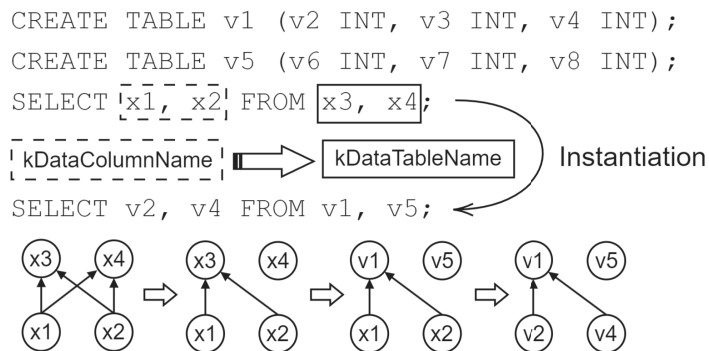 CREATE TABLE v1 (v2 INT, v3 INT, v4 INT);
CREATE TABLE v5 (v6 INT, v7 INT, v8 INT);
SELECT x1, x2 FROM x3, x4;
kDataColumnName kDataTableName Instantiation
SELECT v2, v4 FROM v1, v5;
x3 x4 x3 x4 v1 v5 v1 v5
x1 x2 x1 x2 x1 x2 v2 v4